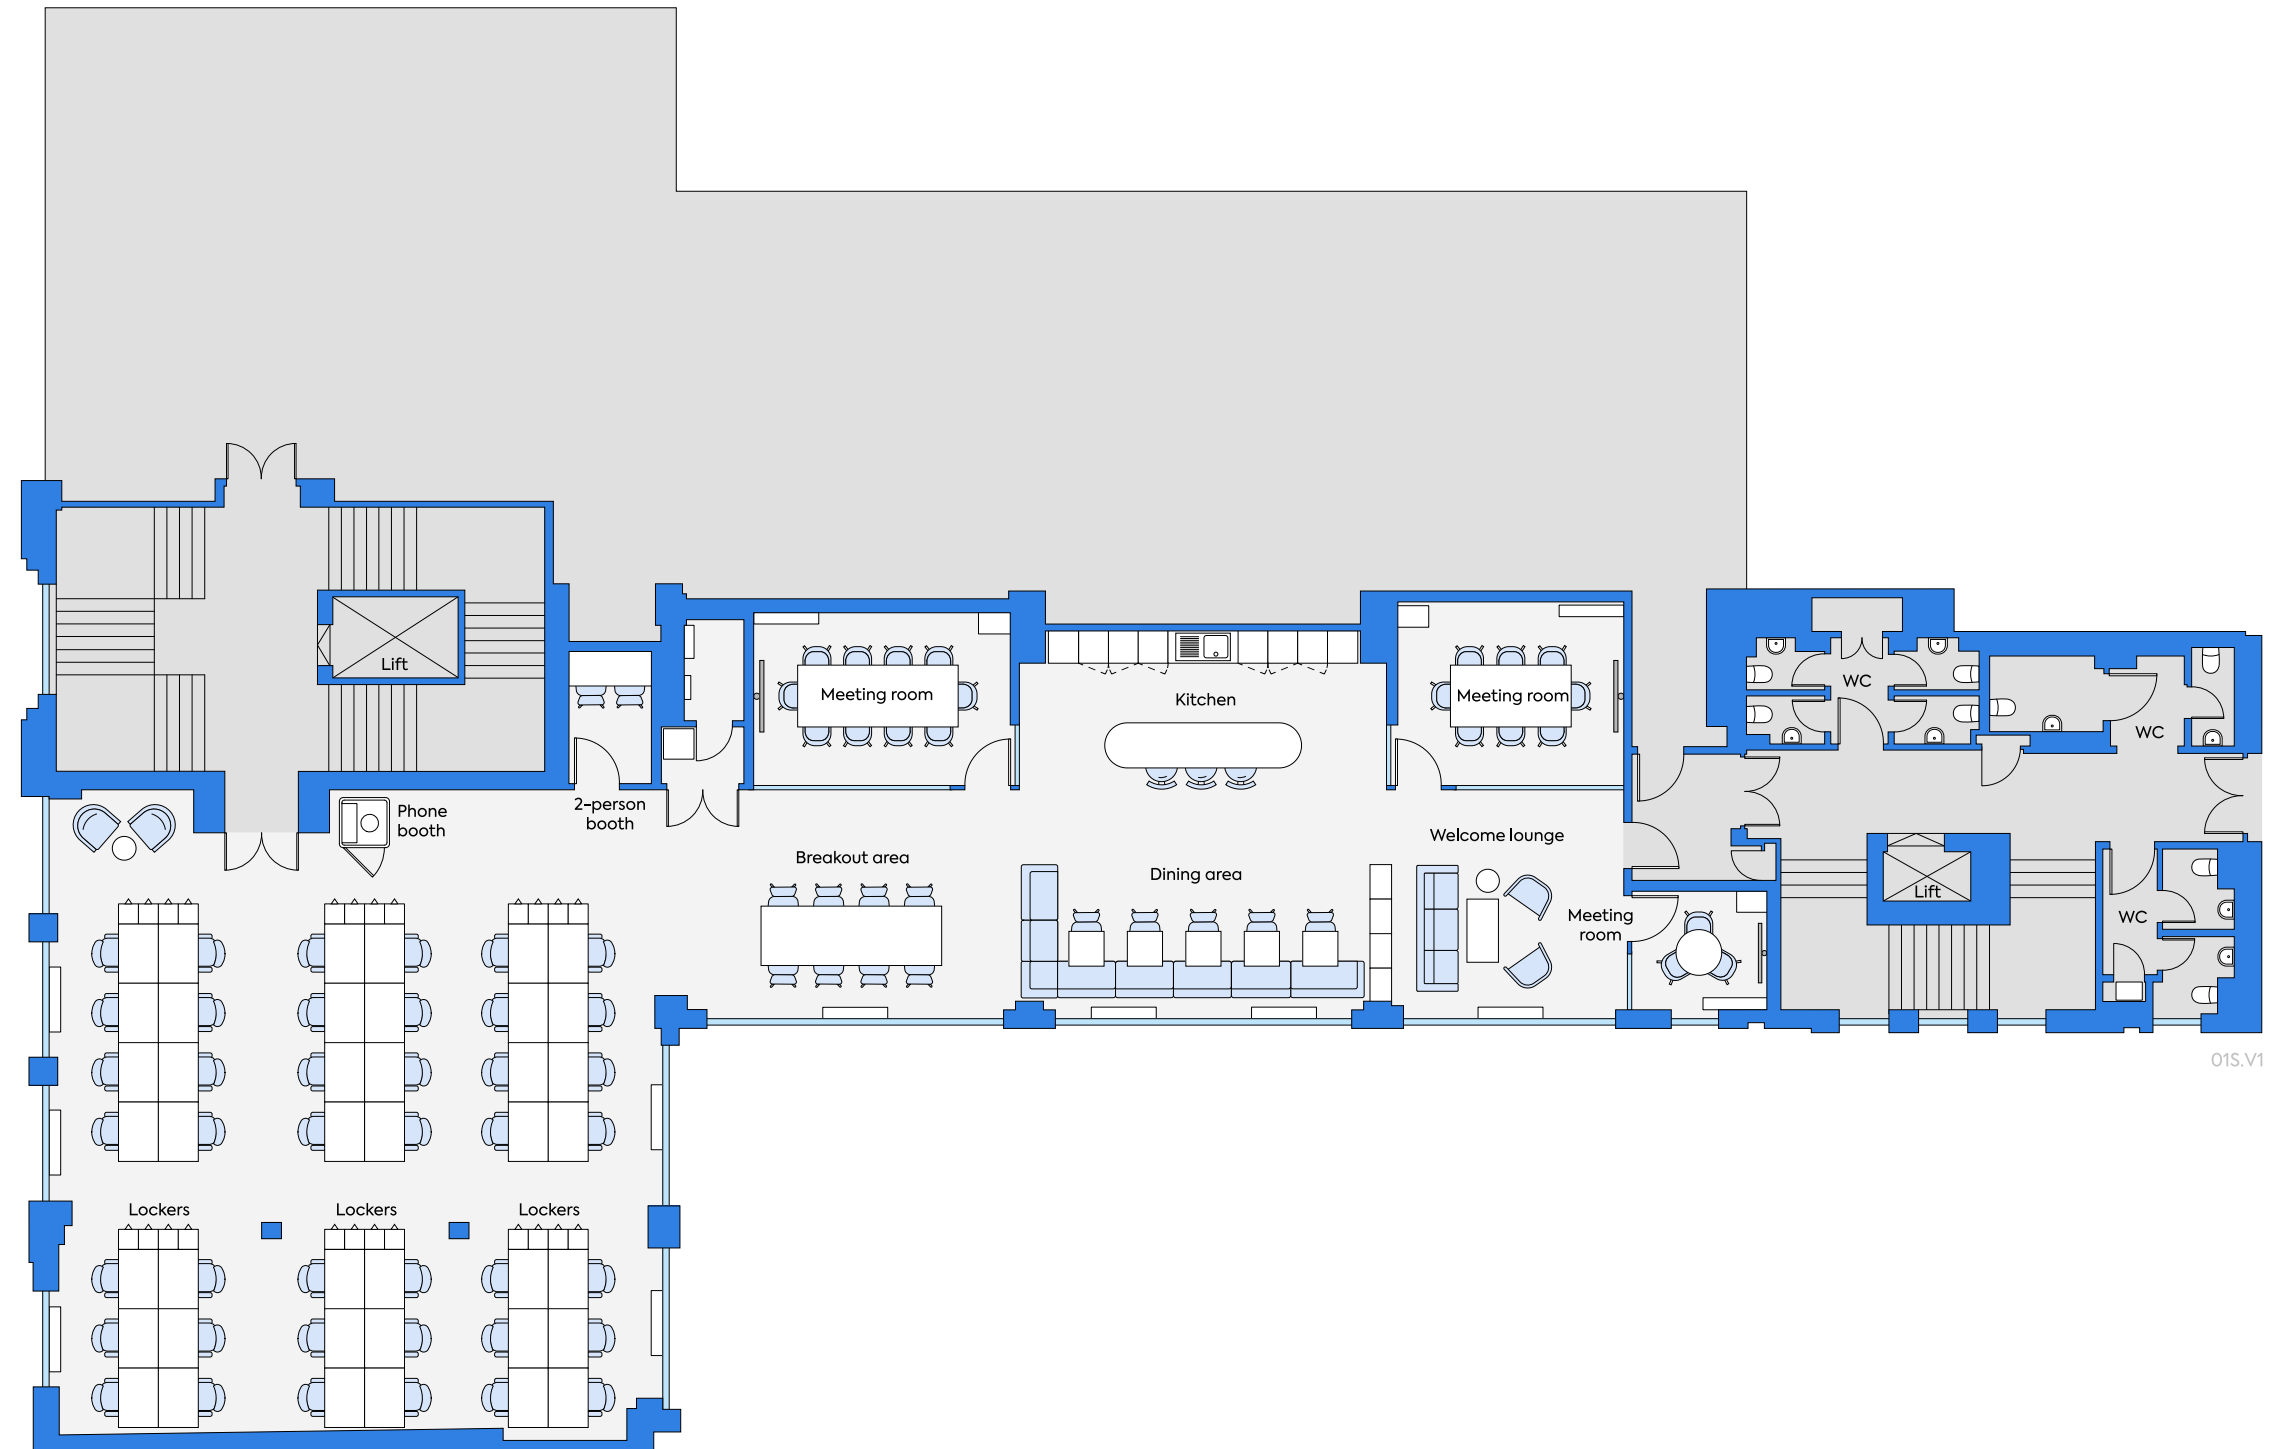 Lift
Meeting room
Kitchen
Meeting room
WC
WC
Phone
booth
2-person
booth
Breakout area
Dining area
Welcome lounge
Meeting
room
Lift
WC
01S.V1
Lockers
Lockers
Lockers